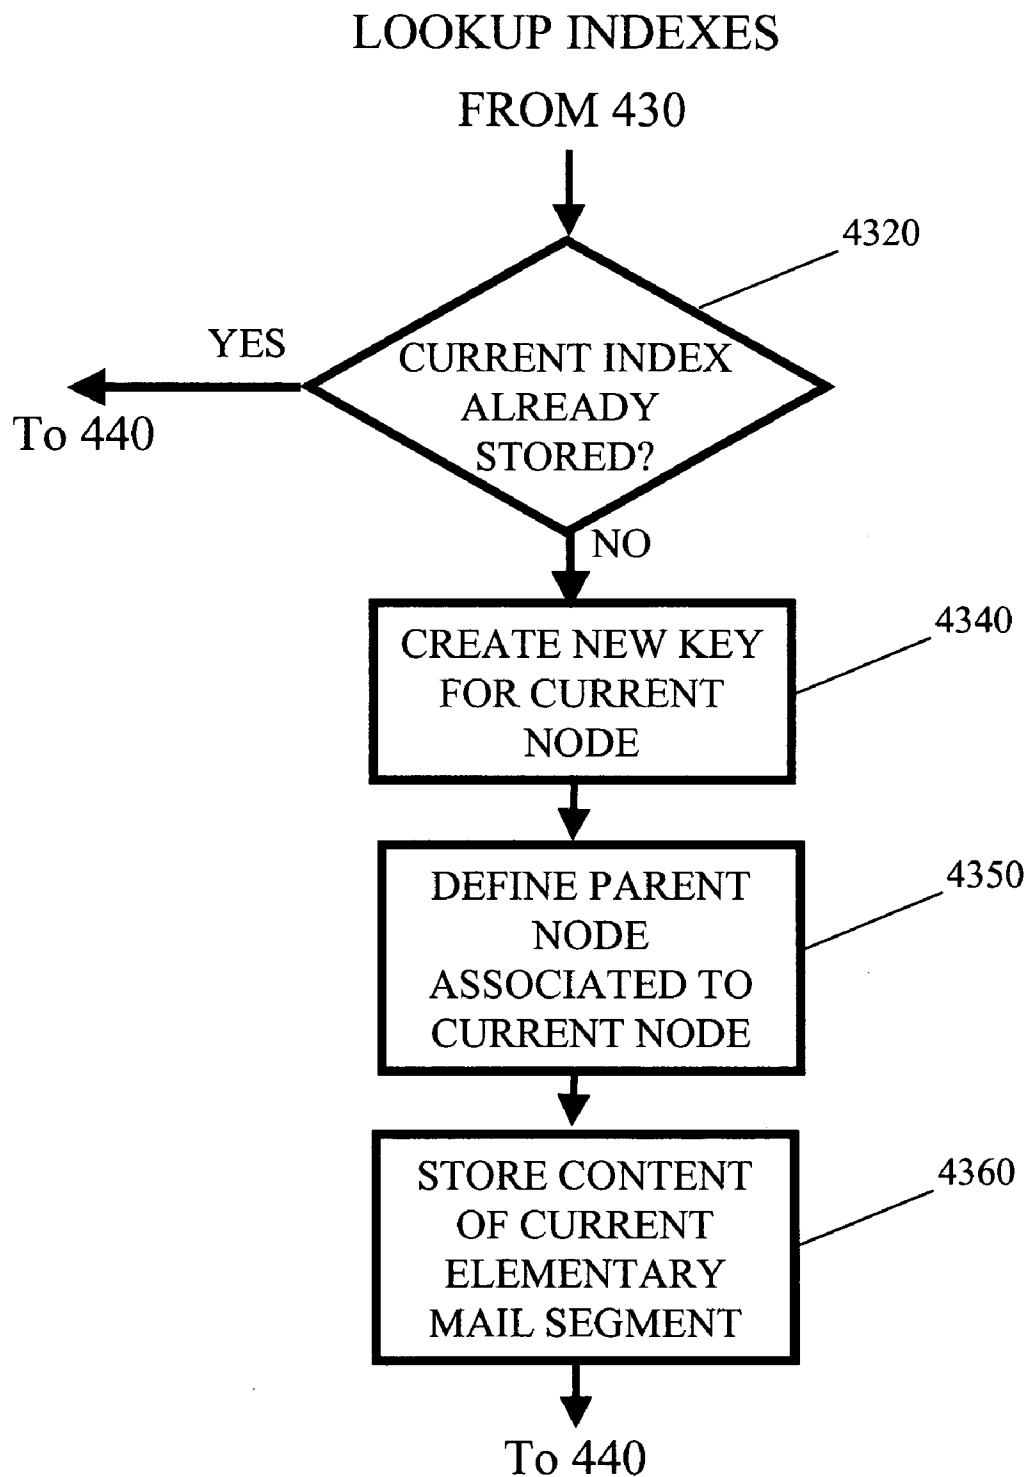 LOOKUP INDEXES
FROM 430
4320
YES
CURRENT INDEX
ALREADY
STORED?
To 440
NO
4340
CREATE NEW KEY
FOR CURRENT
NODE
4350
DEFINE PARENT
NODE
ASSOCIATED TO
CURRENT NODE
4360
STORE CONTENT
OF CURRENT
ELEMENTARY
MAIL SEGMENT
To 440